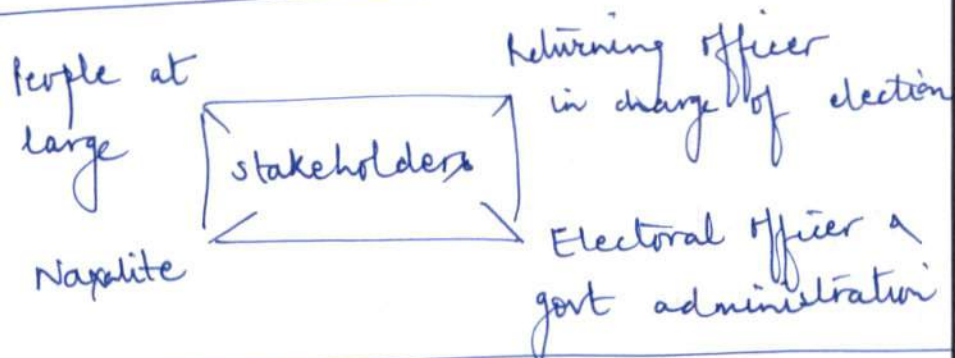 People at
large
Returning officer
in charge of election
stakeholders
Naxalite
Electoral officer &
govt administration